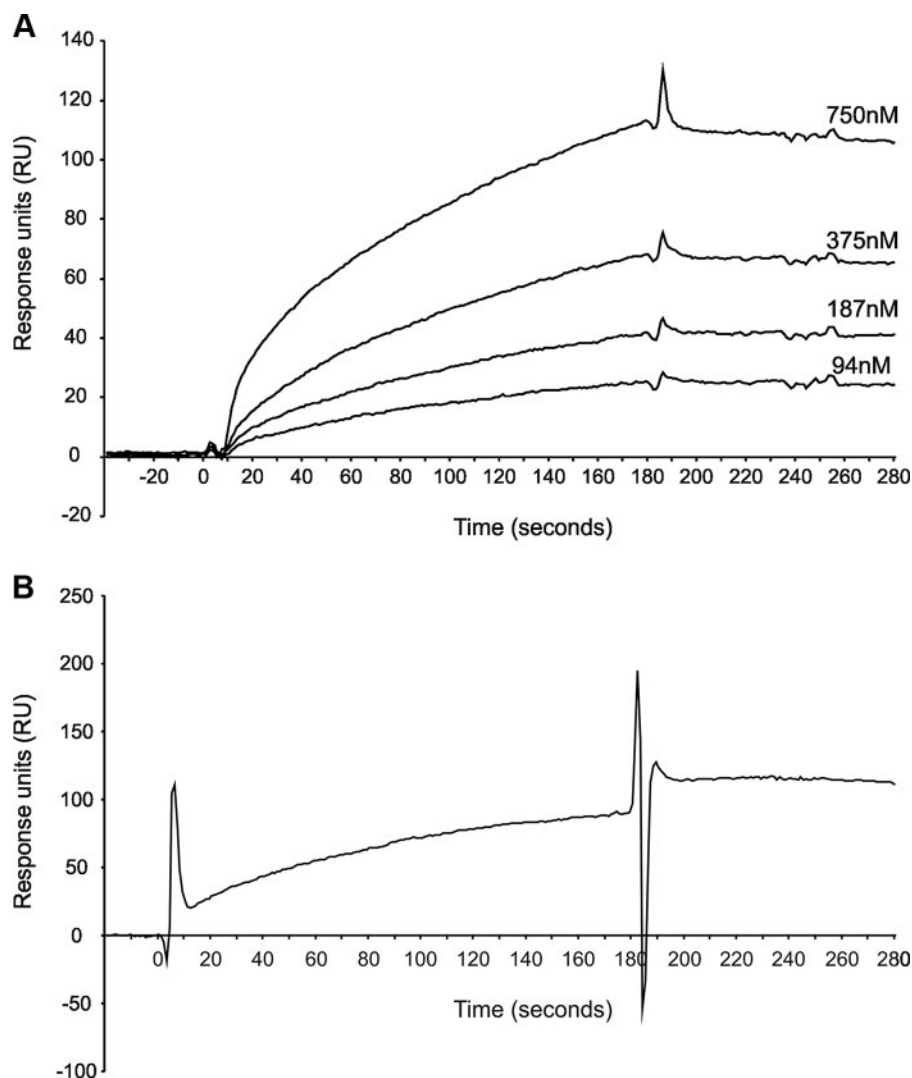 A
140
120
100
80
60
40
20
0
-20
Response units (RU)
750nM
375nM
187nM
94nM
-20 0 20 40 60 80 100 120 140 160 180 200 220 240 260 280
Time (seconds)
B
250
200
150
100
50
0
-50
-100
Response units (RU)
0 20 40 60 80 100 120 140 160 180 200 220 240 260 280
Time (seconds)